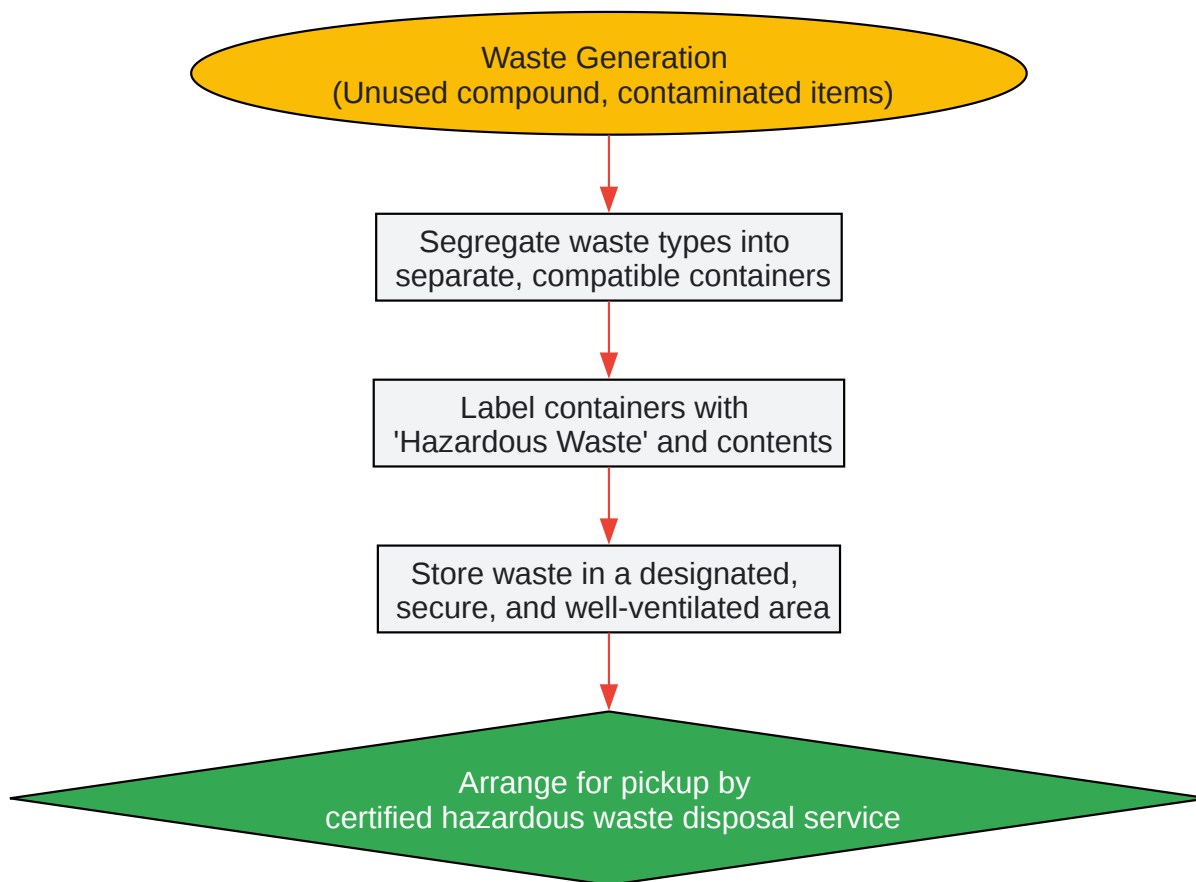 Waste Generation
(Unused compound, contaminated items)
Segregate waste types into
separate, compatible containers
Label containers with
'Hazardous Waste' and contents
Store waste in a designated,
secure, and well-ventilated area
Arrange for pickup by
certified hazardous waste disposal service